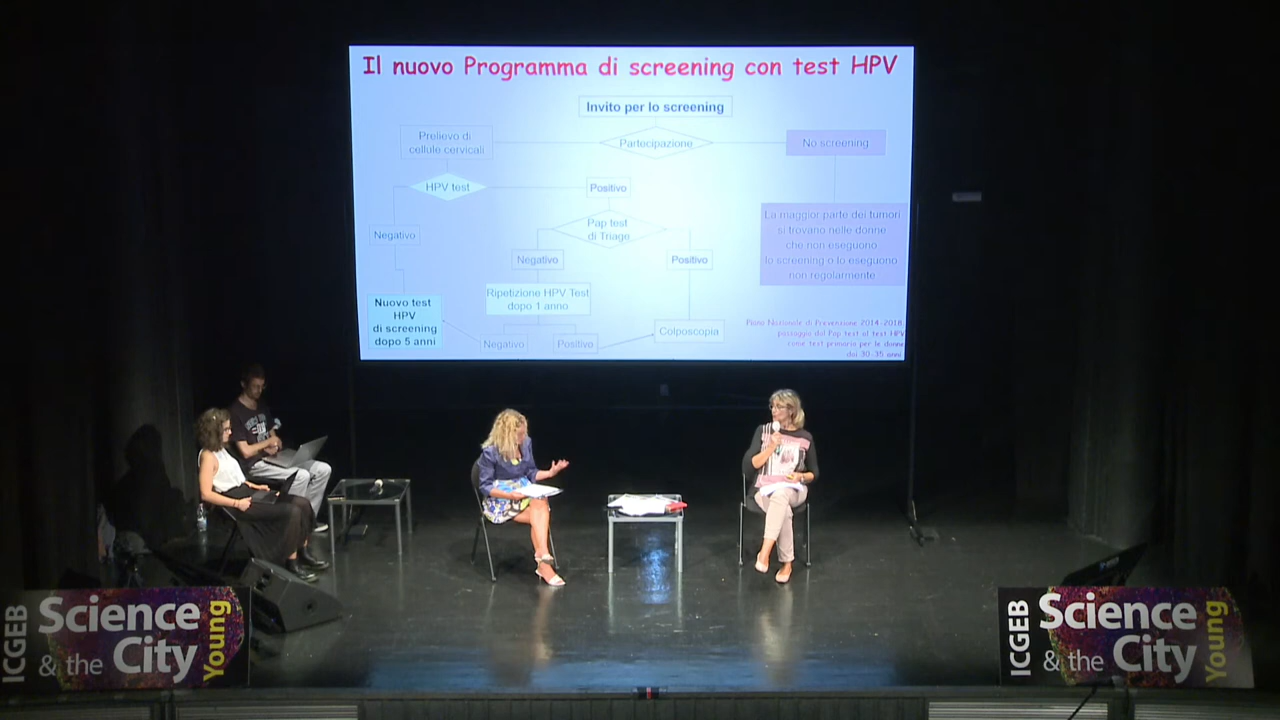 Il nuovo Programma di screening con test HPV
Invito per lo screening
Prelievo di
cellule cervicali
Partecipazione
No screening
HPV test
Positivo
Pap test
di Triage
Negativo
Negativo
Positivo
La maggior parte dei tumori
si trovano nelle donne
che non eseguono
lo screening o lo eseguono
non regolarmente
Ripetizione HPV Test
dopo 1 anno
Nuovo test
HPV
di screening
dopo 5 anni
Negativo
Positivo
Colposcopia
Piano Nazionale di Prevenzione 2014-2018,
passaggio dal Pap test al test HPV
come test primario per le donne
dai 30-35 anni
ICGEB
Science
& the City
Young
ICGEB
Science
& the City
Young